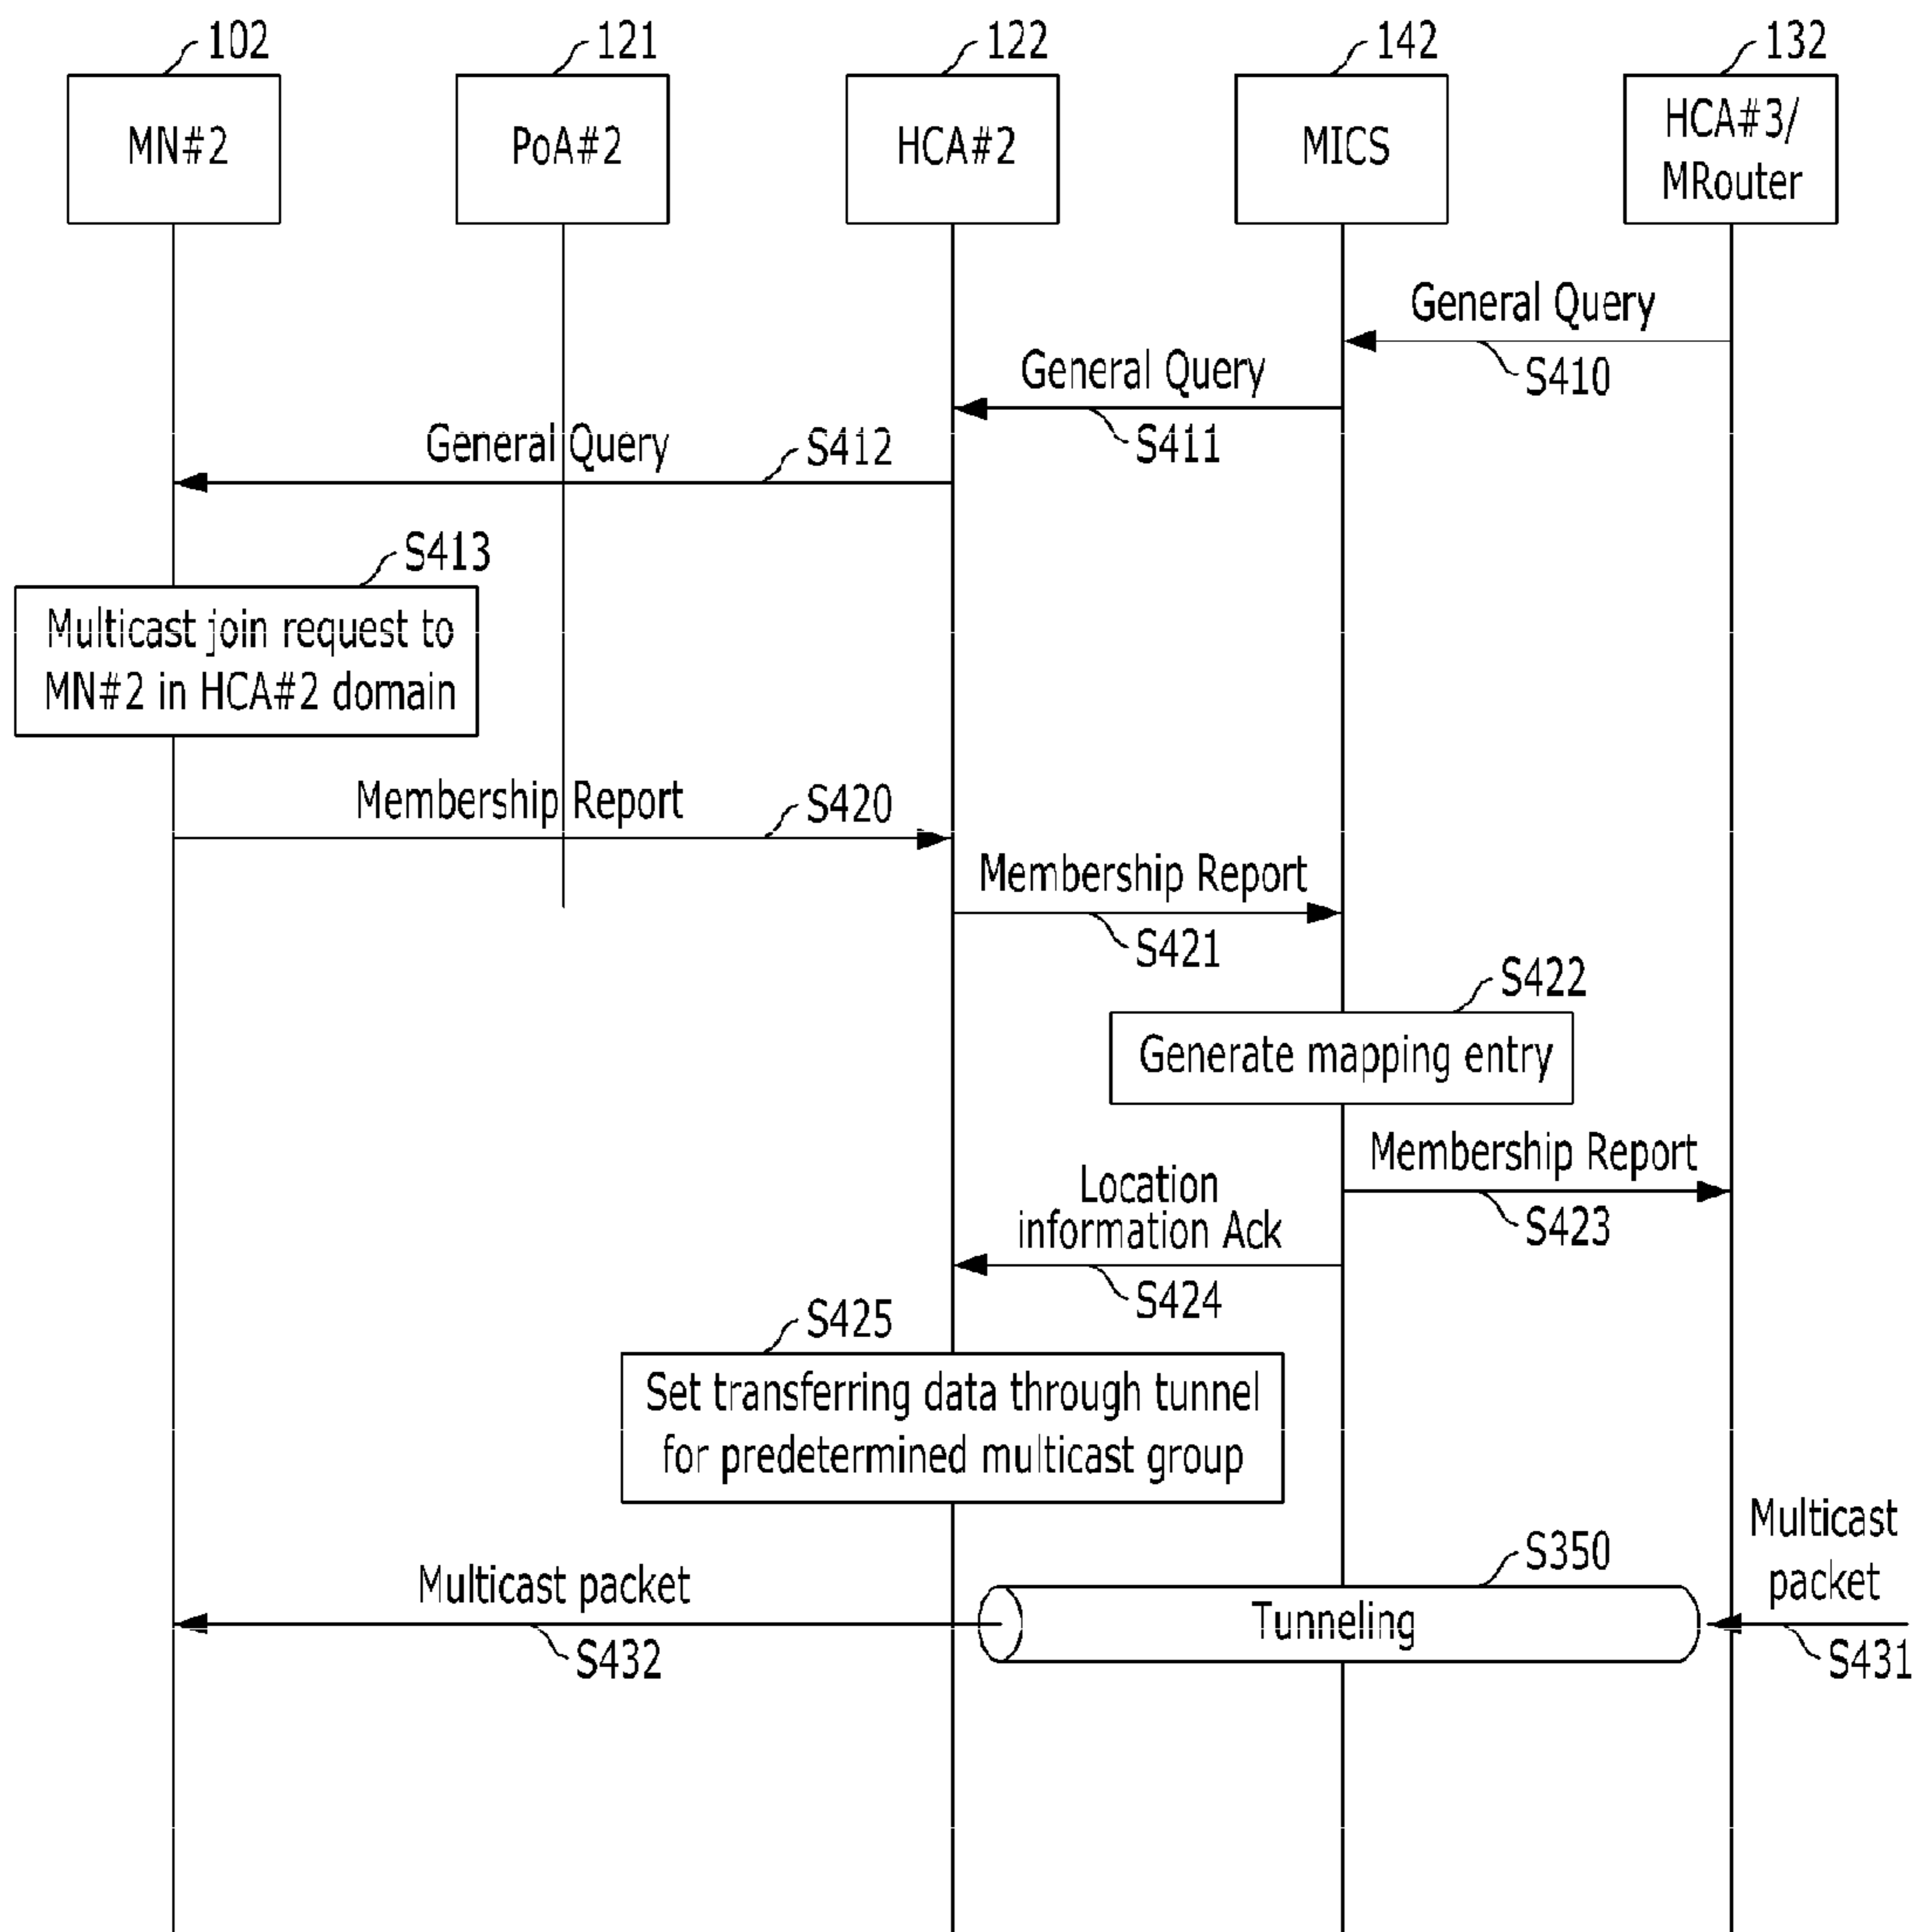 102
121
122
142
132
MN#2
PoA#2
HCA#2
MICS
HCA#3/
MRouter
General Query
S410
General Query
S411
General Query
S412
S413
Multicast join request to
MN#2 in HCA#2 domain
Membership Report
S420
Membership Report
S421
S422
Generate mapping entry
Membership Report
S423
Location
information Ack
S424
S425
Set transferring data through tunnel
for predetermined multicast group
Multicast
packet
S350
Multicast packet
Tunneling
S432
S431